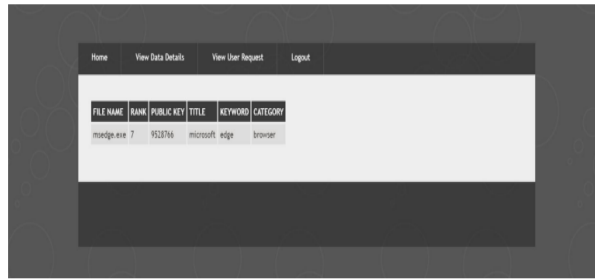 Home View Data Details View User Request Logout
FILE NAME RANK PUBLIC KEY TITLE KEYWORD CATEGORY
msedge.exe 7 9528766 microsoft edge browser